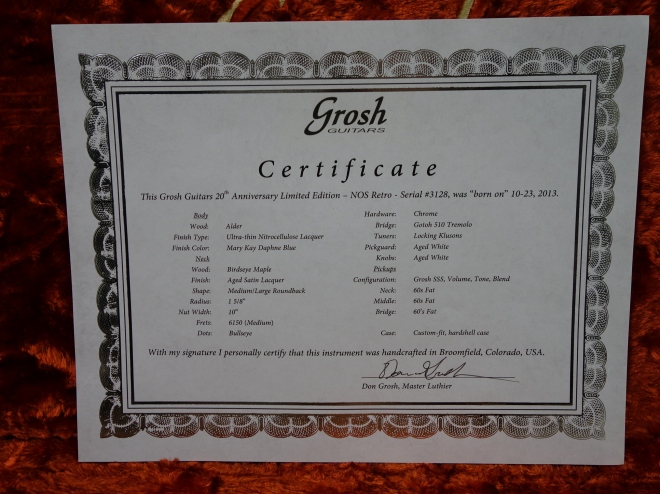 Grosh
GUITARS
Certificate
This Grosh Guitars 20th Anniversary Limited Edition – NOS Retro - Serial #3128, was "born on" 10-23, 2013.
Body
Wood: Alder
Finish Type: Ultra-thin Nitrocellulose Lacquer
Finish Color: Mary Kay Daphne Blue
Neck
Wood: Birdseye Maple
Finish: Aged Satin Lacquer
Shape: Medium/Large Roundback
Radius: 1 5/8"
Nut Width: 10"
Frets: 6150 (Medium)
Dots: Bullseye
Hardware: Chrome
Bridge: Gotoh 510 Tremolo
Tuners: Locking Klusons
Pickguard: Aged White
Knobs: Aged White
Pickups
Configuration: Grosh SSS, Volume, Tone, Blend
Neck: 60s Fat
Middle: 60s Fat
Bridge: 60's Fat
Case: Custom-fit, hardshell case
With my signature I personally certify that this instrument was handcrafted in Broomfield, Colorado, USA.
Don Grosh, Master Luthier